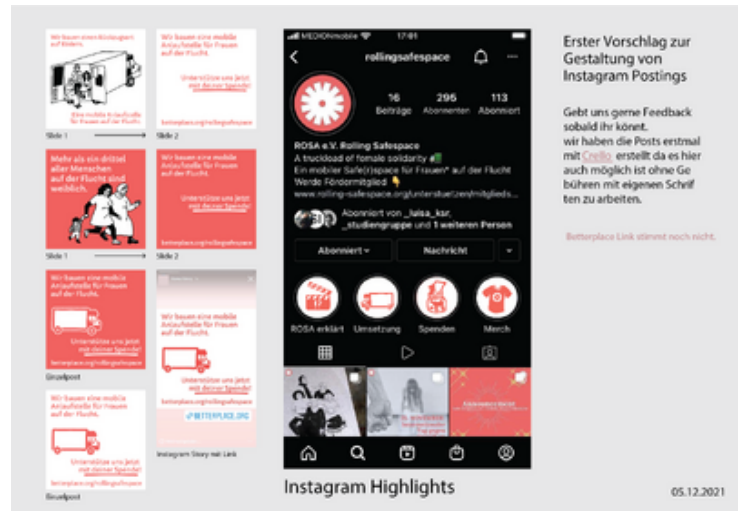 Wir bauen einen
auf Rädern.
Eine mobile Anlaufstelle
für Frauen auf der Flucht.
Slide 1
Wir bauen eine mobile
Anlaufstelle für Frauen
auf der Flucht.
Unterstütze uns jetzt
mit deiner Spende!
betterplace.org/rollingsafespace
Slide 2
Mehr als ein drittel
aller Menschen
auf der Flucht sind
weiblich.
Slide 1
Wir bauen eine mobile
Anlaufstelle für Frauen
auf der Flucht.
Unterstütze uns jetzt
mit deiner Spende!
betterplace.org/rollingsafespace
Slide 2
Wir bauen eine mobile
Anlaufstelle für Frauen
auf der Flucht.
Unterstütze uns jetzt
mit deiner Spende!
betterplace.org/rollingsafespace
Einzelpost
Wir bauen eine mobile
Anlaufstelle für Frauen
auf der Flucht.
Unterstütze uns jetzt
mit deiner Spende!
betterplace.org/rollingsafespace
BETTERPLACE.ORG
Instagram Story mit Link
Wir bauen eine mobile
Anlaufstelle für Frauen
auf der Flucht.
Unterstütze uns jetzt
mit deiner Spende!
betterplace.org/rollingsafespace
Einzelpost
MEDIONmobile 17:01
rollingsafespace
16 295 113
Beiträge Abonnenten Abonniert
ROSA e.V. Rolling Safespace
A truckload of female solidarity
Ein mobiler Safe(r)space für Frauen* auf der Flucht
Werde Fördermitglied
www.rolling-safespace.org/unterstuetzen/mitglieds...
Abonniert von _luisa_ksr,
_studiengruppe und 1 weiteren Person
Abonniert Nachricht
ROSA erklärt Umsetzung Spenden Merch
Instagram Highlights
Erster Vorschlag zur
Gestaltung von
Instagram Postings
Gebt uns gerne Feedback
sobald ihr könnt.
wir haben die Posts erstmal
mit Crello erstellt da es hier
auch möglich ist ohne Ge
bühren mit eigenen Schrif
ten zu arbeiten.
Betterplace Link stimmt noch nicht.
05.12.2021